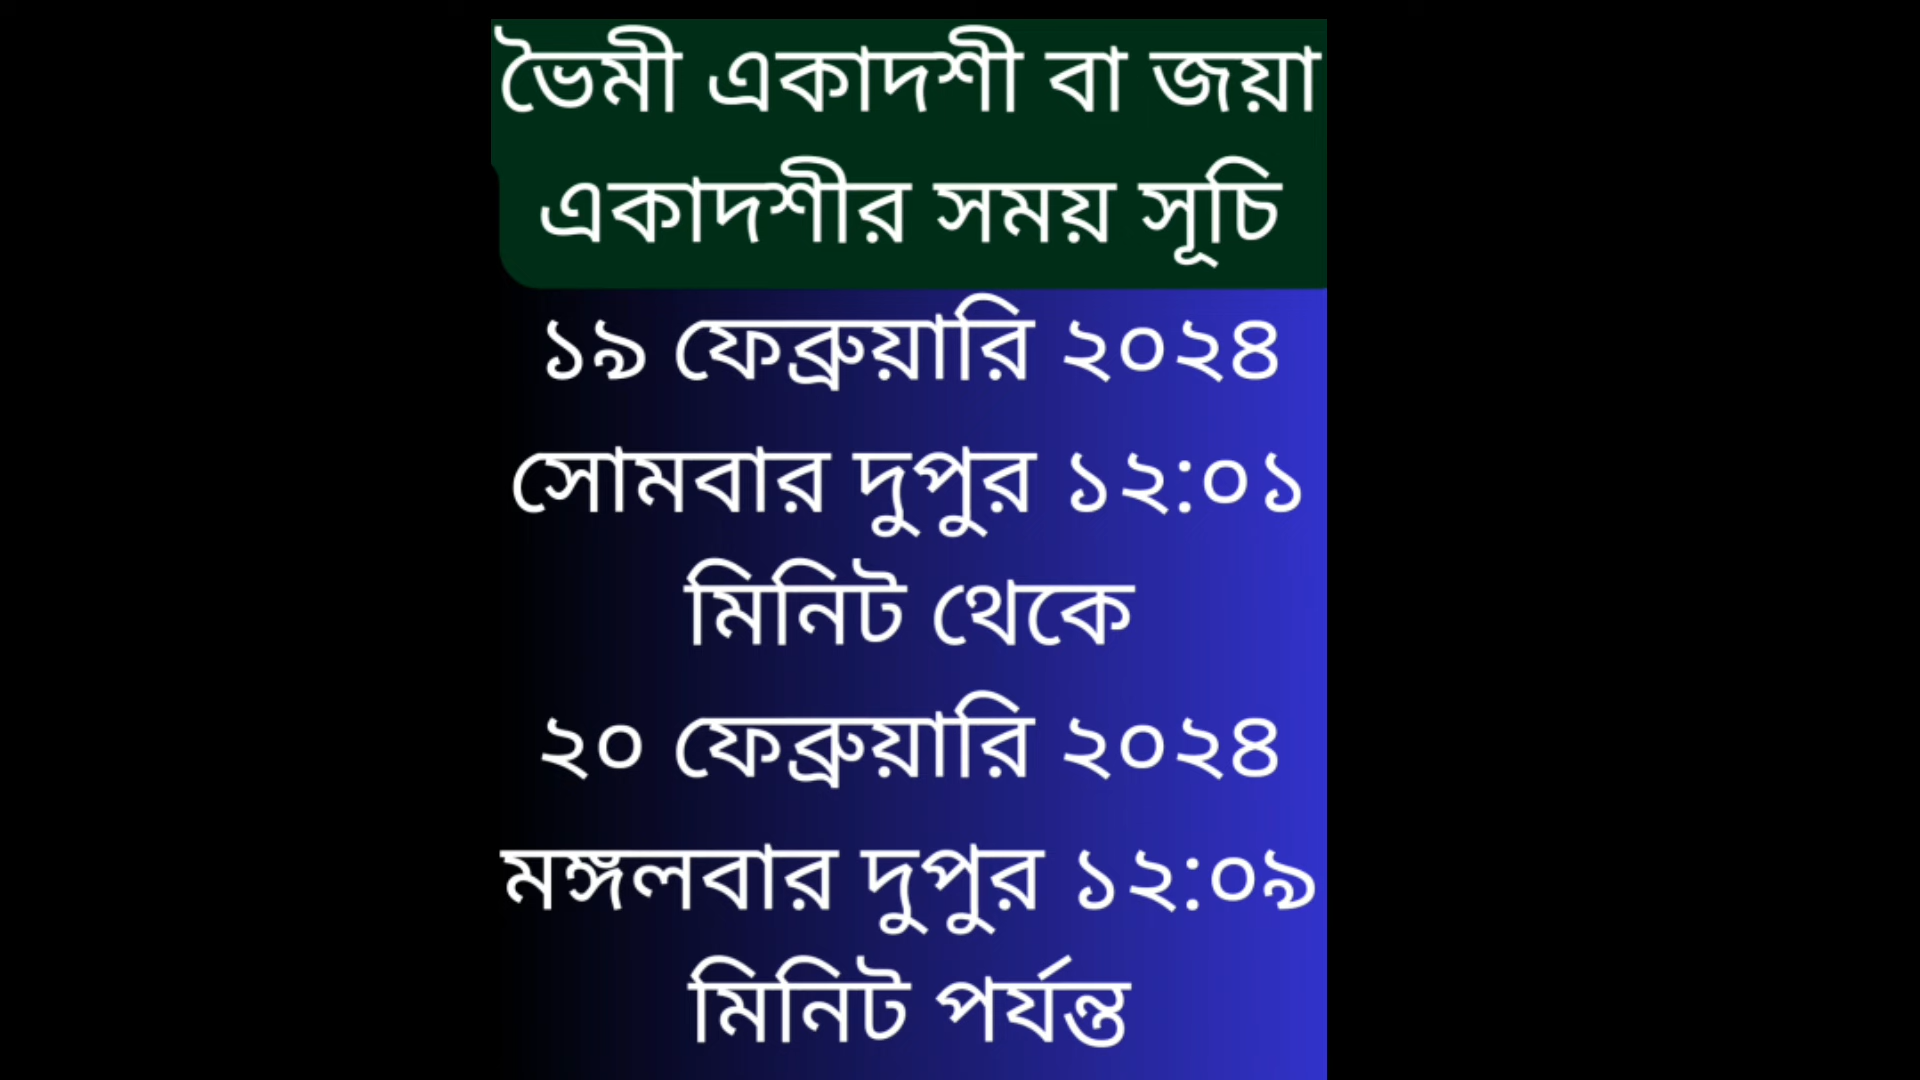 ভৈমী একাদশী বা জয়া
একাদশীর সময় সূচি
১৯ ফেব্রুয়ারি ২০২৪
সোমবার দুপুর ১২:০১
মিনিট থেকে
২০ ফেব্রুয়ারি ২০২৪
মঙ্গলবার দুপুর ১২:০৯
মিনিট পর্যন্ত